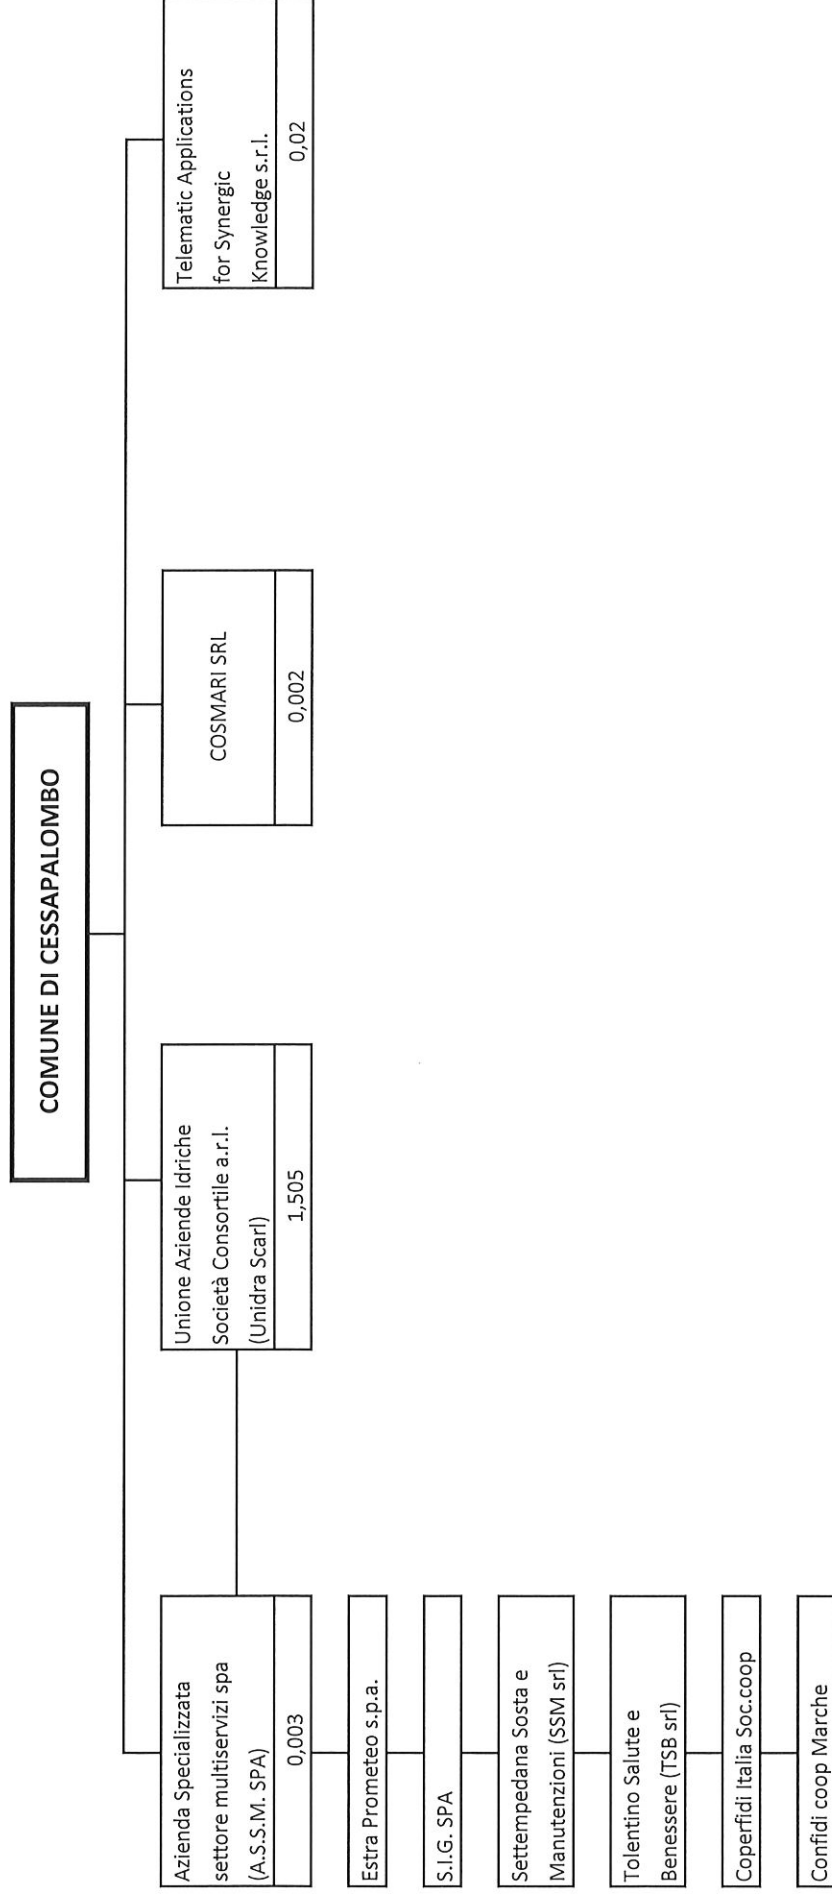 COMUNE DI CESSAPALOMBO
Azienda Specializzata
settore multiservizi spa
(A.S.S.M. SPA)
0,003
Unione Aziende Idriche
Società Consortile a.r.l.
(Unidra Scarl)
1,505
COSMARI SRL
0,002
Telematic Applications
for Synergic
Knowledge s.r.l.
0,02
Estra Prometeo s.p.a.
S.I.G. SPA
Settempedana Sosta e
Manutenzioni (SSM srl)
Tolentino Salute e
Benessere (TSB srl)
Coperfidi Italia Soc.coop
Confidi coop Marche